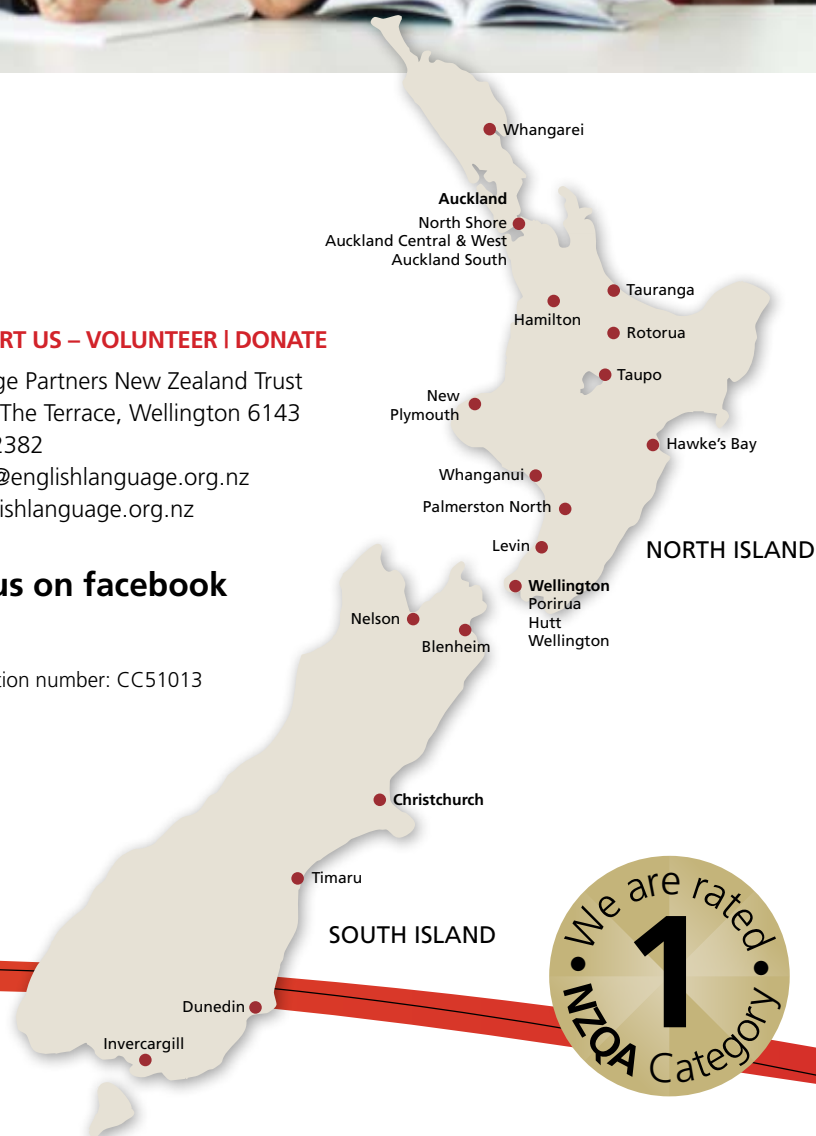 Whangarei
Auckland
North Shore
Auckland Central & West
Auckland South
Tauranga
Hamilton
Rotorua
Taupo
New
Plymouth
Hawke's Bay
Whanganui
Palmerston North
Levin
NORTH ISLAND
Wellington
Porirua
Hutt
Wellington
RT US – VOLUNTEER | DONATE
ge Partners New Zealand Trust
The Terrace, Wellington 6143
2382
@englishlanguage.org.nz
ishlanguage.org.nz
us on facebook
tion number: CC51013
Nelson
Blenheim
Christchurch
Timaru
SOUTH ISLAND
Dunedin
Invercargill
We are rated
1
NZQA Category